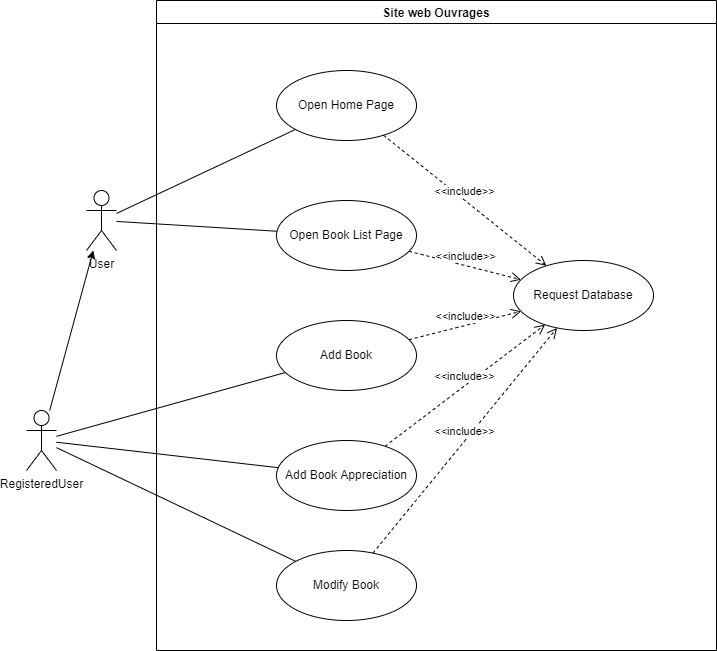 Site web Ouvrages
Open Home Page
<<include>>
User
Open Book List Page
<<include>>
Request Database
<<include>>
Add Book
<<include>>
RegisteredUser
<<include>>
Add Book Appreciation
Modify Book